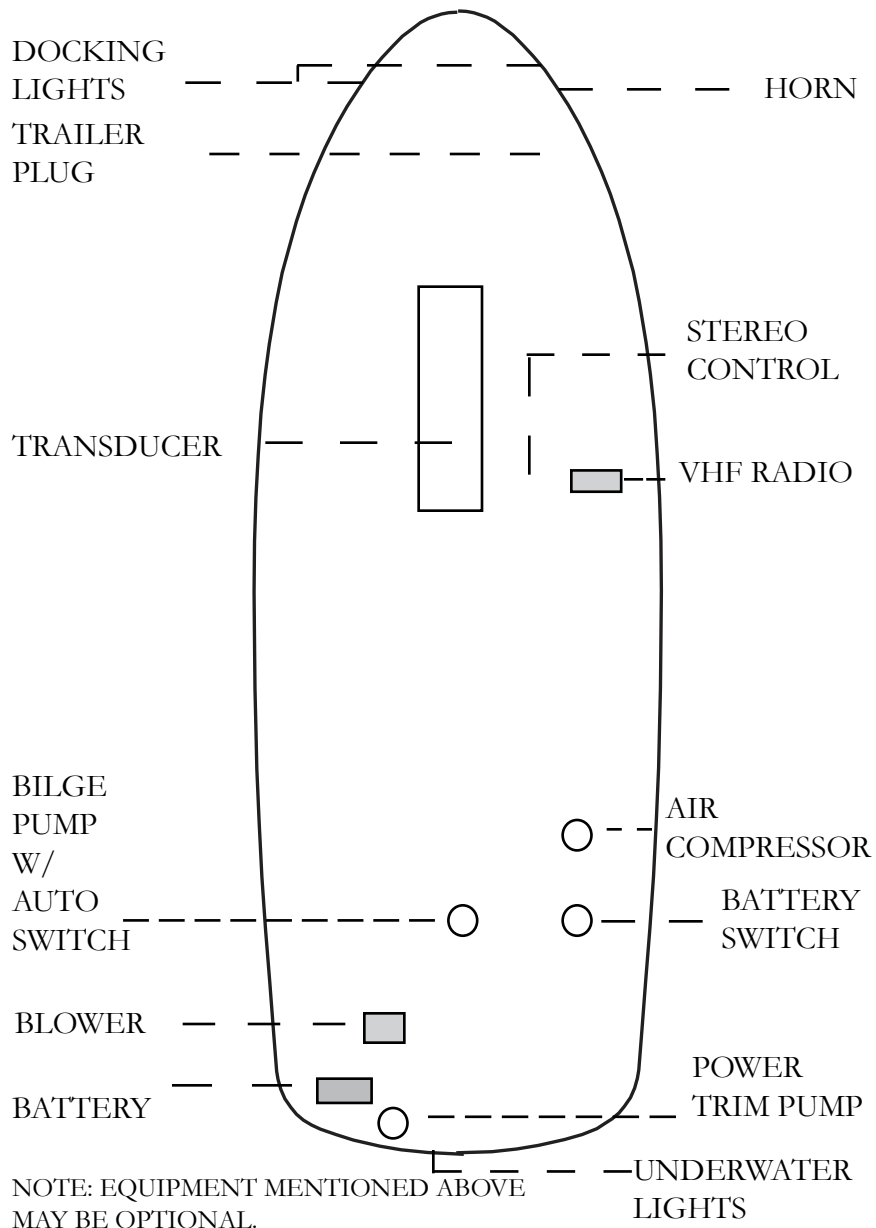 DOCKING
LIGHTS
HORN
TRAILER
PLUG
STEREO
CONTROL
TRANSDUCER
VHF RADIO
BILGE
PUMP
W/
AUTO
SWITCH
AIR
COMPRESSOR
BATTERY
SWITCH
BLOWER
BATTERY
POWER
TRIM PUMP
UNDERWATER
LIGHTS
NOTE: EQUIPMENT MENTIONED ABOVE
MAY BE OPTIONAL.